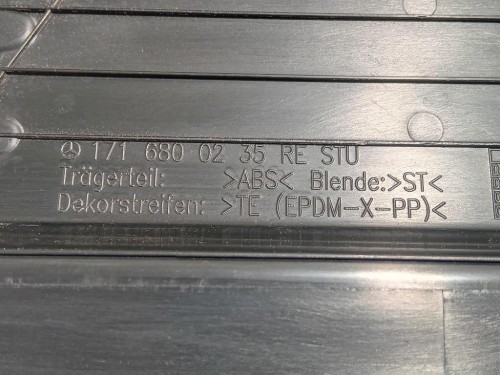 171 680 02 35 RE STU
Trägerteil: >ABS< Blende:>ST<
Dekorstreifen: >TE (EPDM-X-PP)<